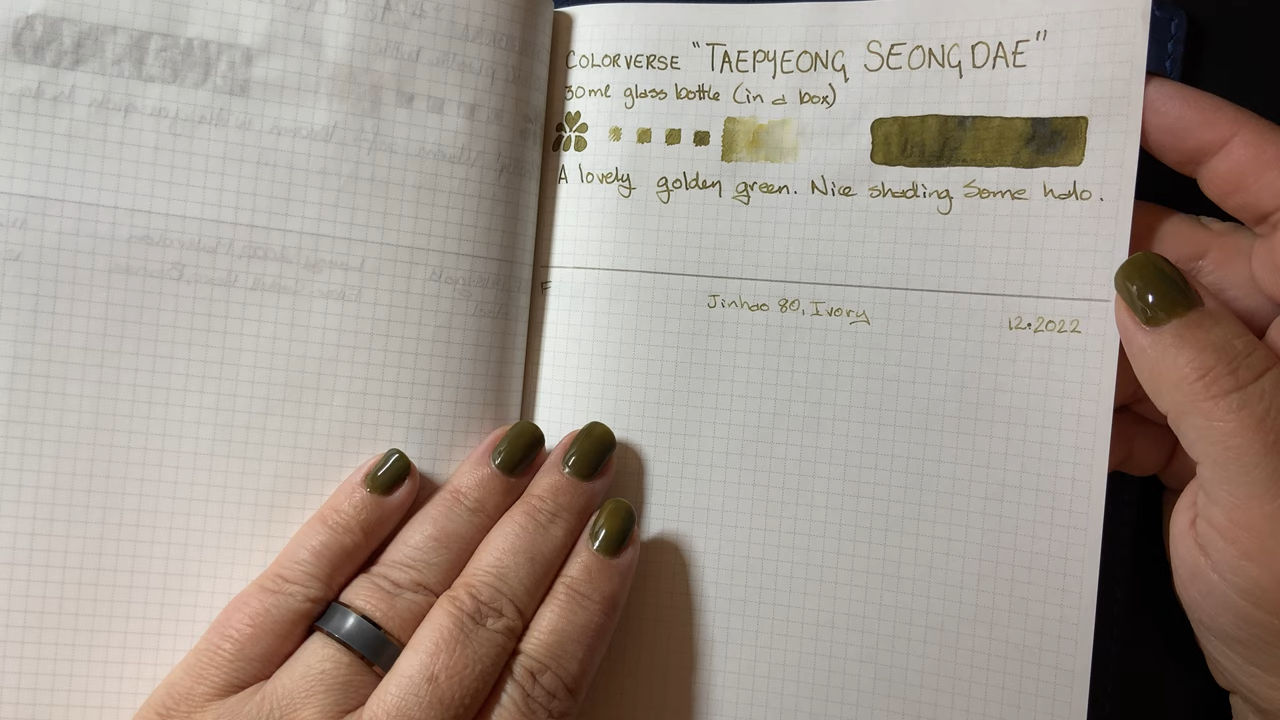 COLORVERSE "TAEPYEONG SEONGDAE"
30ml glass bottle (in a box)
A lovely golden green. Nice shading Some halo.
F
Jinhao 80, Ivory
12.2022